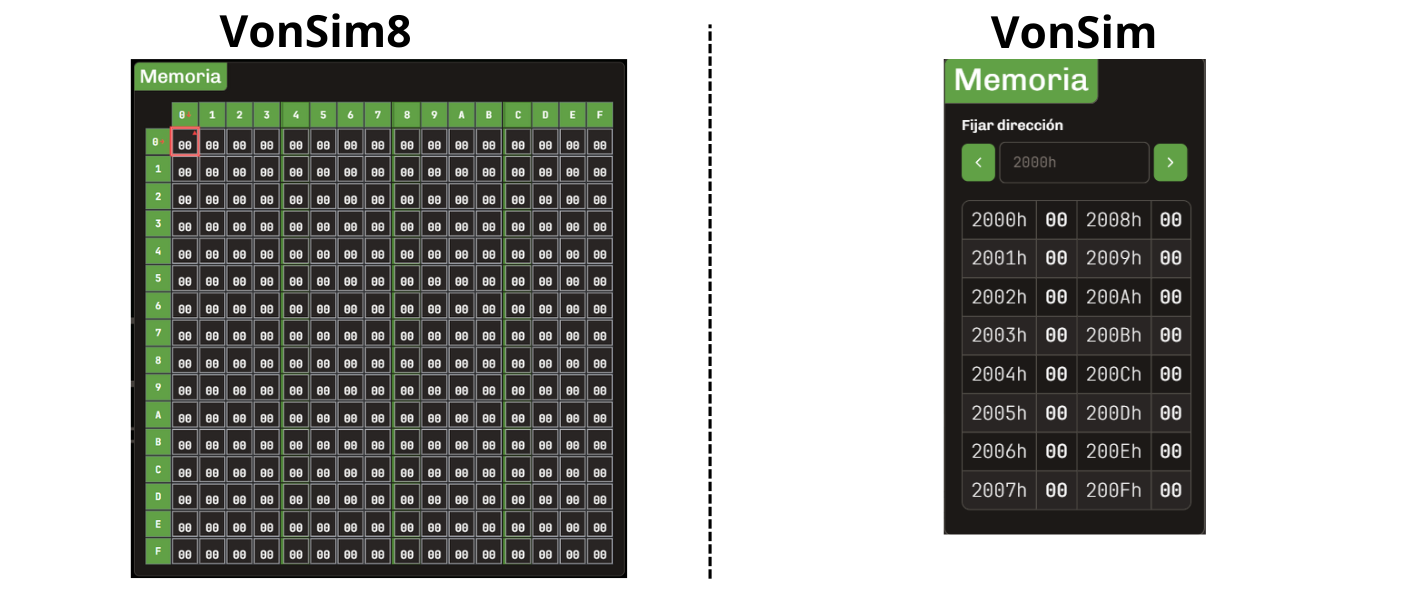 VonSim8
Memoria
0 1 2 3 4 5 6 7 8 9 A B C D E F
0 00 00 00 00 00 00 00 00 00 00 00 00 00 00 00 00
1 00 00 00 00 00 00 00 00 00 00 00 00 00 00 00 00
2 00 00 00 00 00 00 00 00 00 00 00 00 00 00 00 00
3 00 00 00 00 00 00 00 00 00 00 00 00 00 00 00 00
4 00 00 00 00 00 00 00 00 00 00 00 00 00 00 00 00
5 00 00 00 00 00 00 00 00 00 00 00 00 00 00 00 00
6 00 00 00 00 00 00 00 00 00 00 00 00 00 00 00 00
7 00 00 00 00 00 00 00 00 00 00 00 00 00 00 00 00
8 00 00 00 00 00 00 00 00 00 00 00 00 00 00 00 00
9 00 00 00 00 00 00 00 00 00 00 00 00 00 00 00 00
A 00 00 00 00 00 00 00 00 00 00 00 00 00 00 00 00
B 00 00 00 00 00 00 00 00 00 00 00 00 00 00 00 00
C 00 00 00 00 00 00 00 00 00 00 00 00 00 00 00 00
D 00 00 00 00 00 00 00 00 00 00 00 00 00 00 00 00
E 00 00 00 00 00 00 00 00 00 00 00 00 00 00 00 00
F 00 00 00 00 00 00 00 00 00 00 00 00 00 00 00 00
VonSim
Memoria
Fijar dirección
2000h
2000h 00 2008h 00
2001h 00 2009h 00
2002h 00 200Ah 00
2003h 00 200Bh 00
2004h 00 200Ch 00
2005h 00 200Dh 00
2006h 00 200Eh 00
2007h 00 200Fh 00